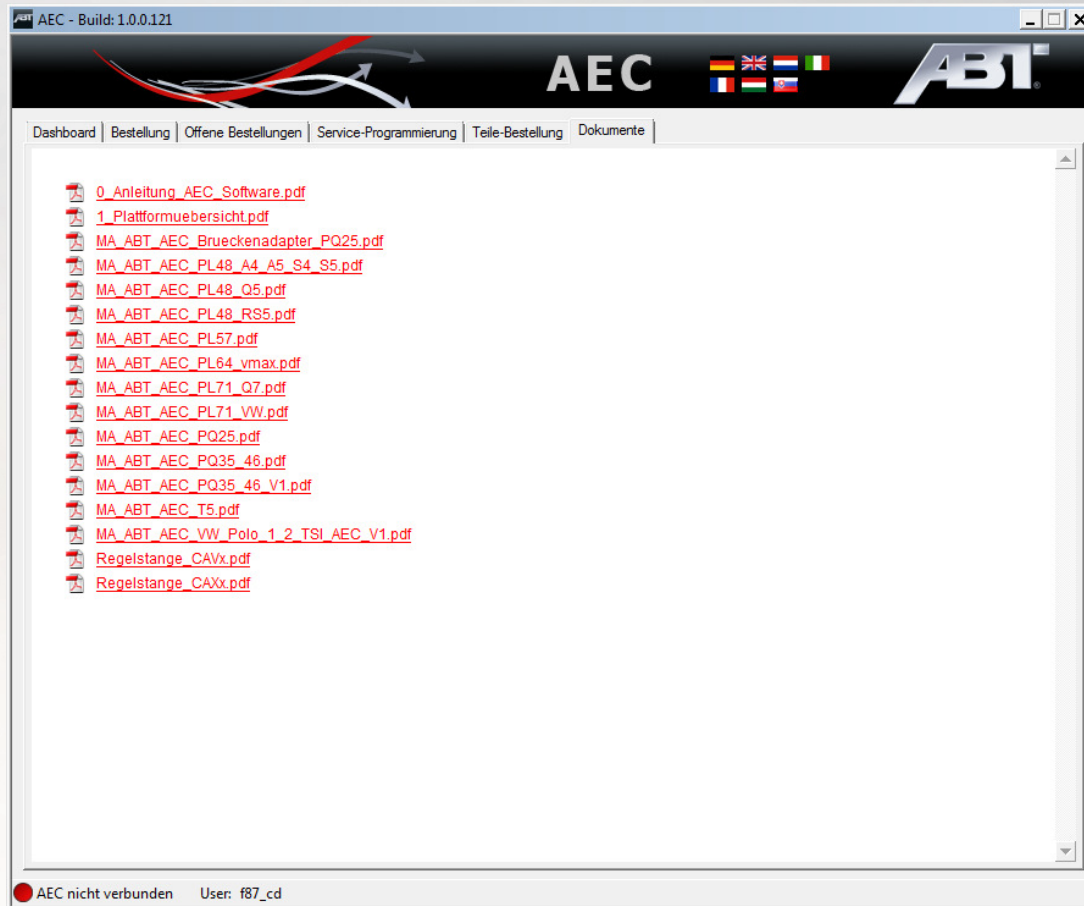 ABT AEC - Build: 1.0.0.121
AEC ABT
Dashboard Bestellung Offene Bestellungen Service-Programmierung Teile-Bestellung Dokumente
0_Anleitung_AEC_Software.pdf
1_Plattformuebersicht.pdf
MA_ABT_AEC_Brueckenadapter_PQ25.pdf
MA_ABT_AEC_PL48_A4_A5_S4_S5.pdf
MA_ABT_AEC_PL48_Q5.pdf
MA_ABT_AEC_PL48_RS5.pdf
MA_ABT_AEC_PL57.pdf
MA_ABT_AEC_PL64_vmax.pdf
MA_ABT_AEC_PL71_Q7.pdf
MA_ABT_AEC_PL71_VW.pdf
MA_ABT_AEC_PQ25.pdf
MA_ABT_AEC_PQ35_46.pdf
MA_ABT_AEC_PQ35_46_V1.pdf
MA_ABT_AEC_T5.pdf
MA_ABT_AEC_VW_Polo_1_2_TSI_AEC_V1.pdf
Regelstange_CAVx.pdf
Regelstange_CAXx.pdf
AEC nicht verbunden User: f87_cd